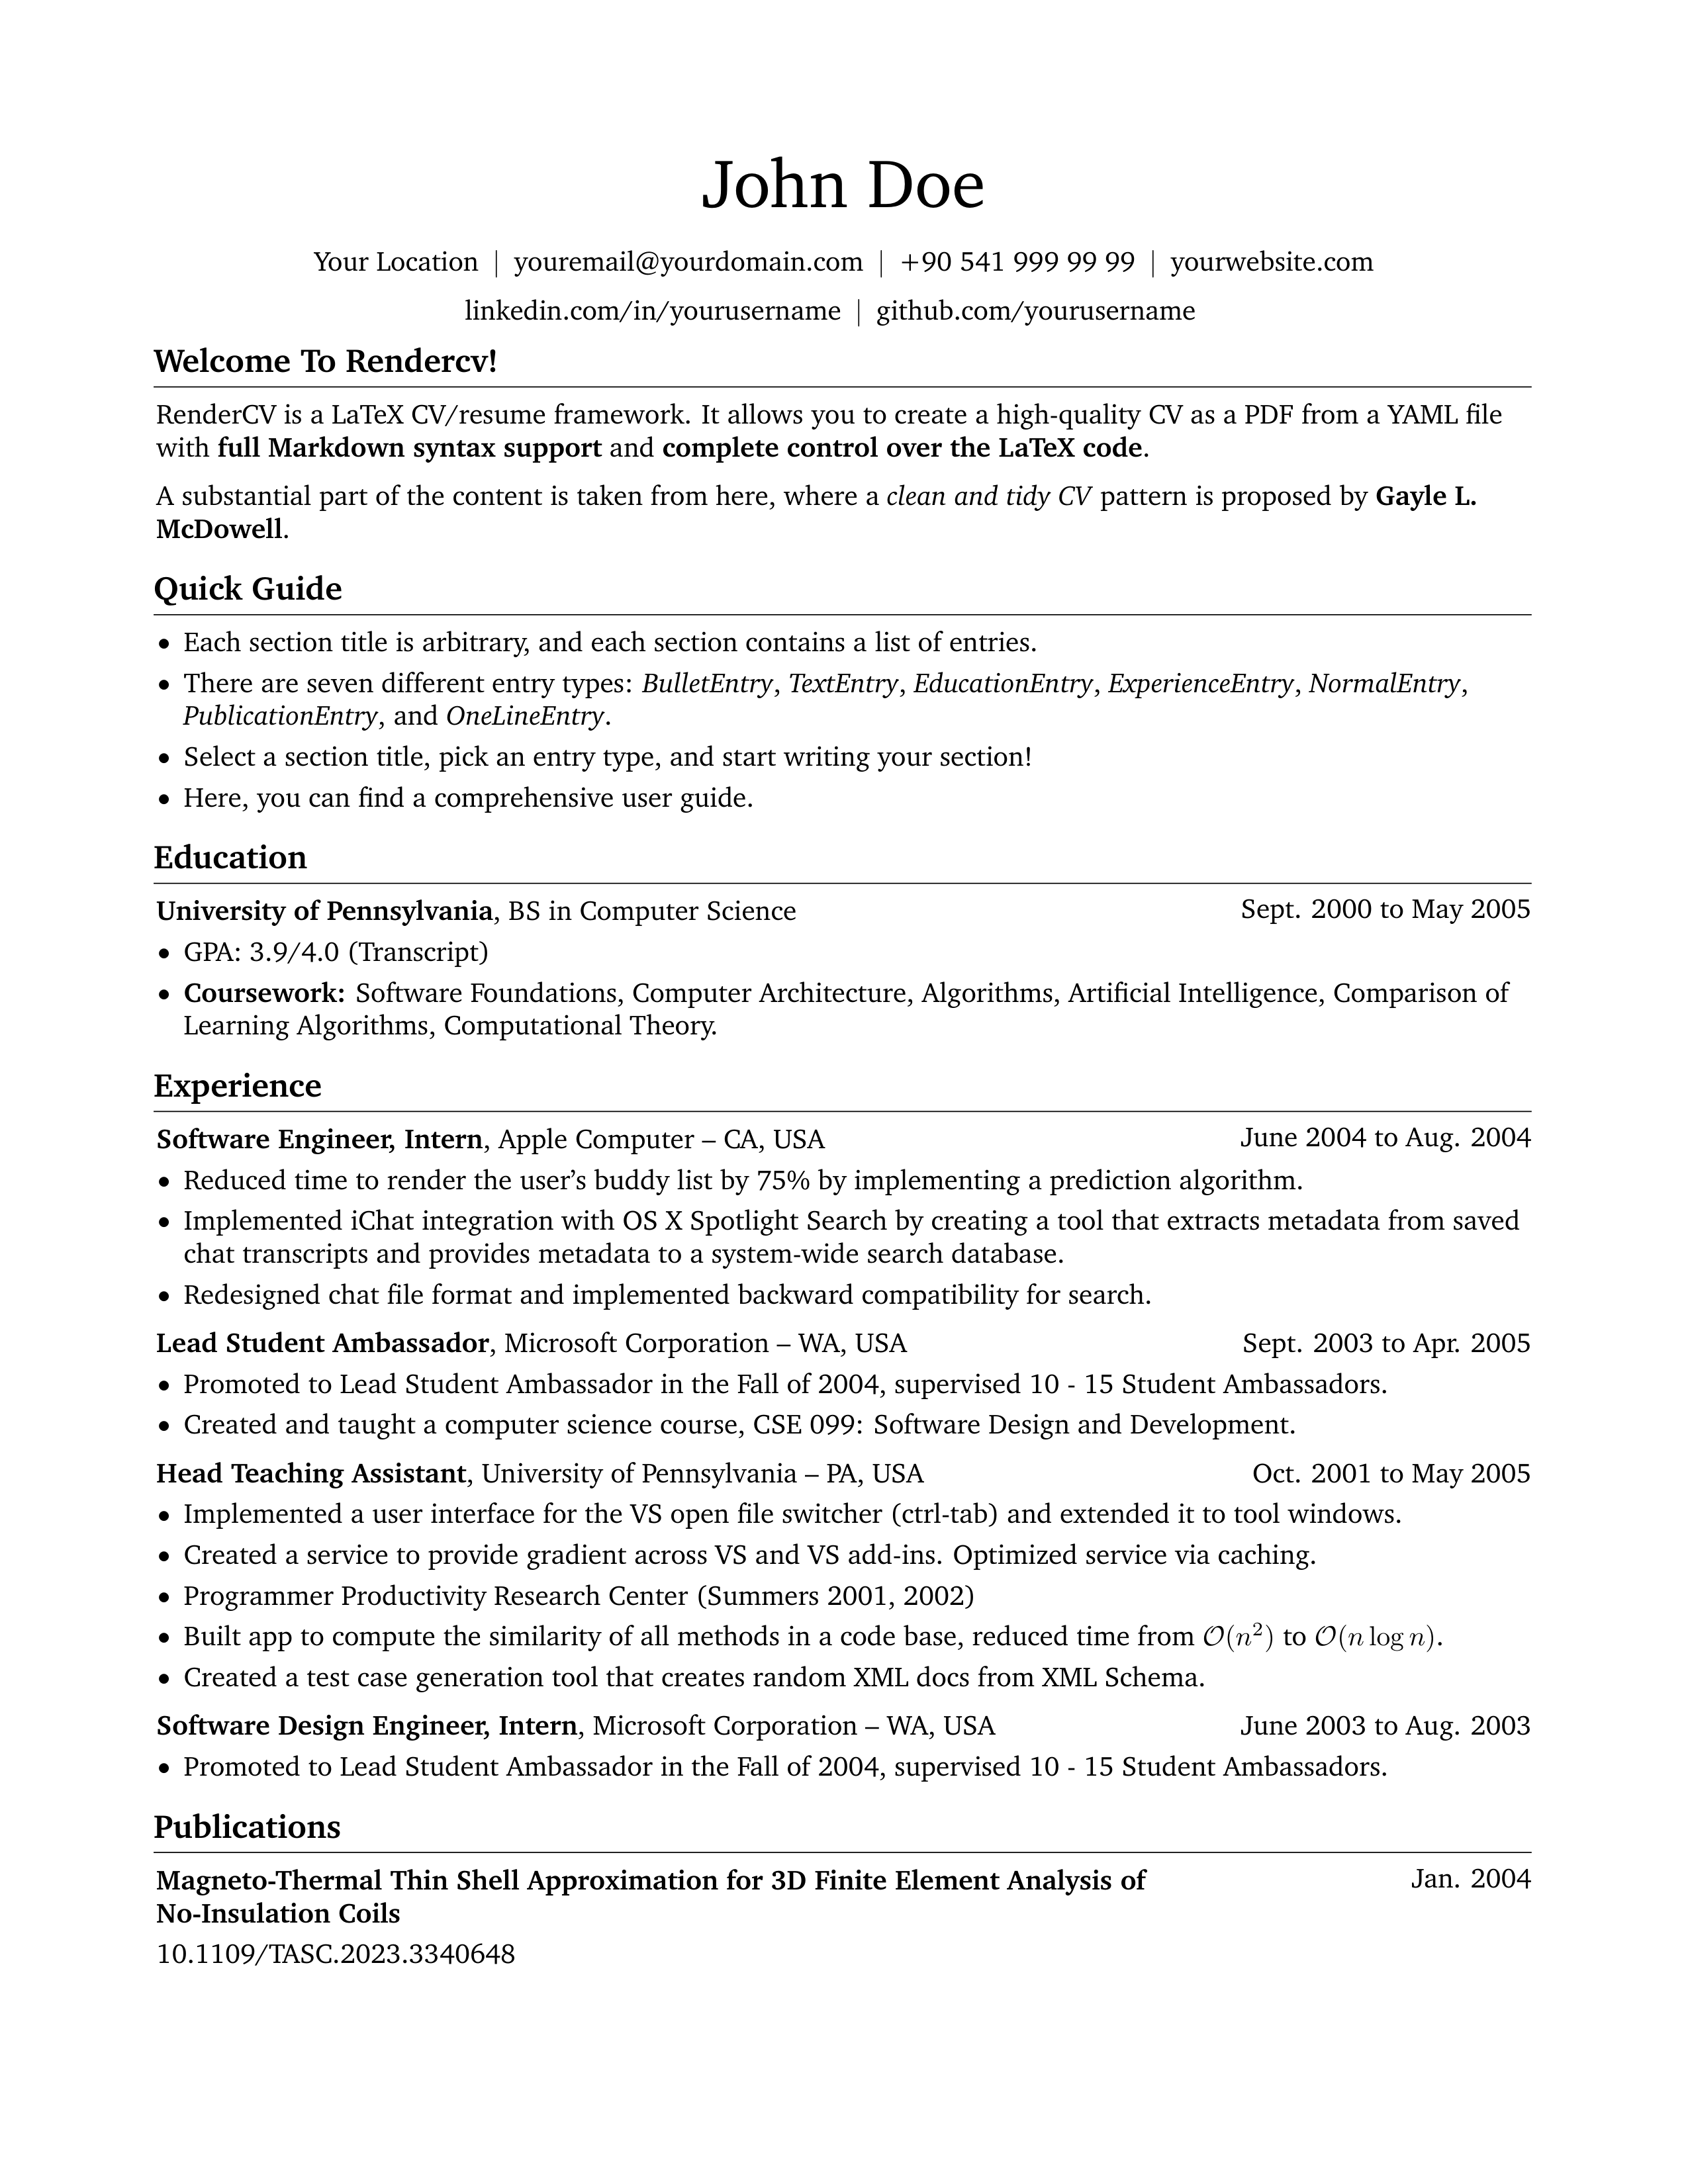 John Doe
Your Location | youremail@yourdomain.com | +90 541 999 99 99 | yourwebsite.com
linkedin.com/in/yourusername | github.com/yourusername
Welcome To Rendercv!
RenderCV is a LaTeX CV/resume framework. It allows you to create a high-quality CV as a PDF from a YAML file
with full Markdown syntax support and complete control over the LaTeX code.
A substantial part of the content is taken from here, where a clean and tidy CV pattern is proposed by Gayle L.
McDowell.
Quick Guide
• Each section title is arbitrary, and each section contains a list of entries.
• There are seven different entry types: BulletEntry, TextEntry, EducationEntry, ExperienceEntry, NormalEntry,
PublicationEntry, and OneLineEntry.
• Select a section title, pick an entry type, and start writing your section!
• Here, you can find a comprehensive user guide.
Education
University of Pennsylvania, BS in Computer Science Sept. 2000 to May 2005
• GPA: 3.9/4.0 (Transcript)
• Coursework: Software Foundations, Computer Architecture, Algorithms, Artificial Intelligence, Comparison of
Learning Algorithms, Computational Theory.
Experience
Software Engineer, Intern, Apple Computer – CA, USA June 2004 to Aug. 2004
• Reduced time to render the user’s buddy list by 75% by implementing a prediction algorithm.
• Implemented iChat integration with OS X Spotlight Search by creating a tool that extracts metadata from saved
chat transcripts and provides metadata to a system-wide search database.
• Redesigned chat file format and implemented backward compatibility for search.
Lead Student Ambassador, Microsoft Corporation – WA, USA Sept. 2003 to Apr. 2005
• Promoted to Lead Student Ambassador in the Fall of 2004, supervised 10 - 15 Student Ambassadors.
• Created and taught a computer science course, CSE 099: Software Design and Development.
Head Teaching Assistant, University of Pennsylvania – PA, USA Oct. 2001 to May 2005
• Implemented a user interface for the VS open file switcher (ctrl-tab) and extended it to tool windows.
• Created a service to provide gradient across VS and VS add-ins. Optimized service via caching.
• Programmer Productivity Research Center (Summers 2001, 2002)
• Built app to compute the similarity of all methods in a code base, reduced time from 𝒪(n²) to 𝒪(n log n).
• Created a test case generation tool that creates random XML docs from XML Schema.
Software Design Engineer, Intern, Microsoft Corporation – WA, USA June 2003 to Aug. 2003
• Promoted to Lead Student Ambassador in the Fall of 2004, supervised 10 - 15 Student Ambassadors.
Publications
Magneto-Thermal Thin Shell Approximation for 3D Finite Element Analysis of Jan. 2004
No-Insulation Coils
10.1109/TASC.2023.3340648